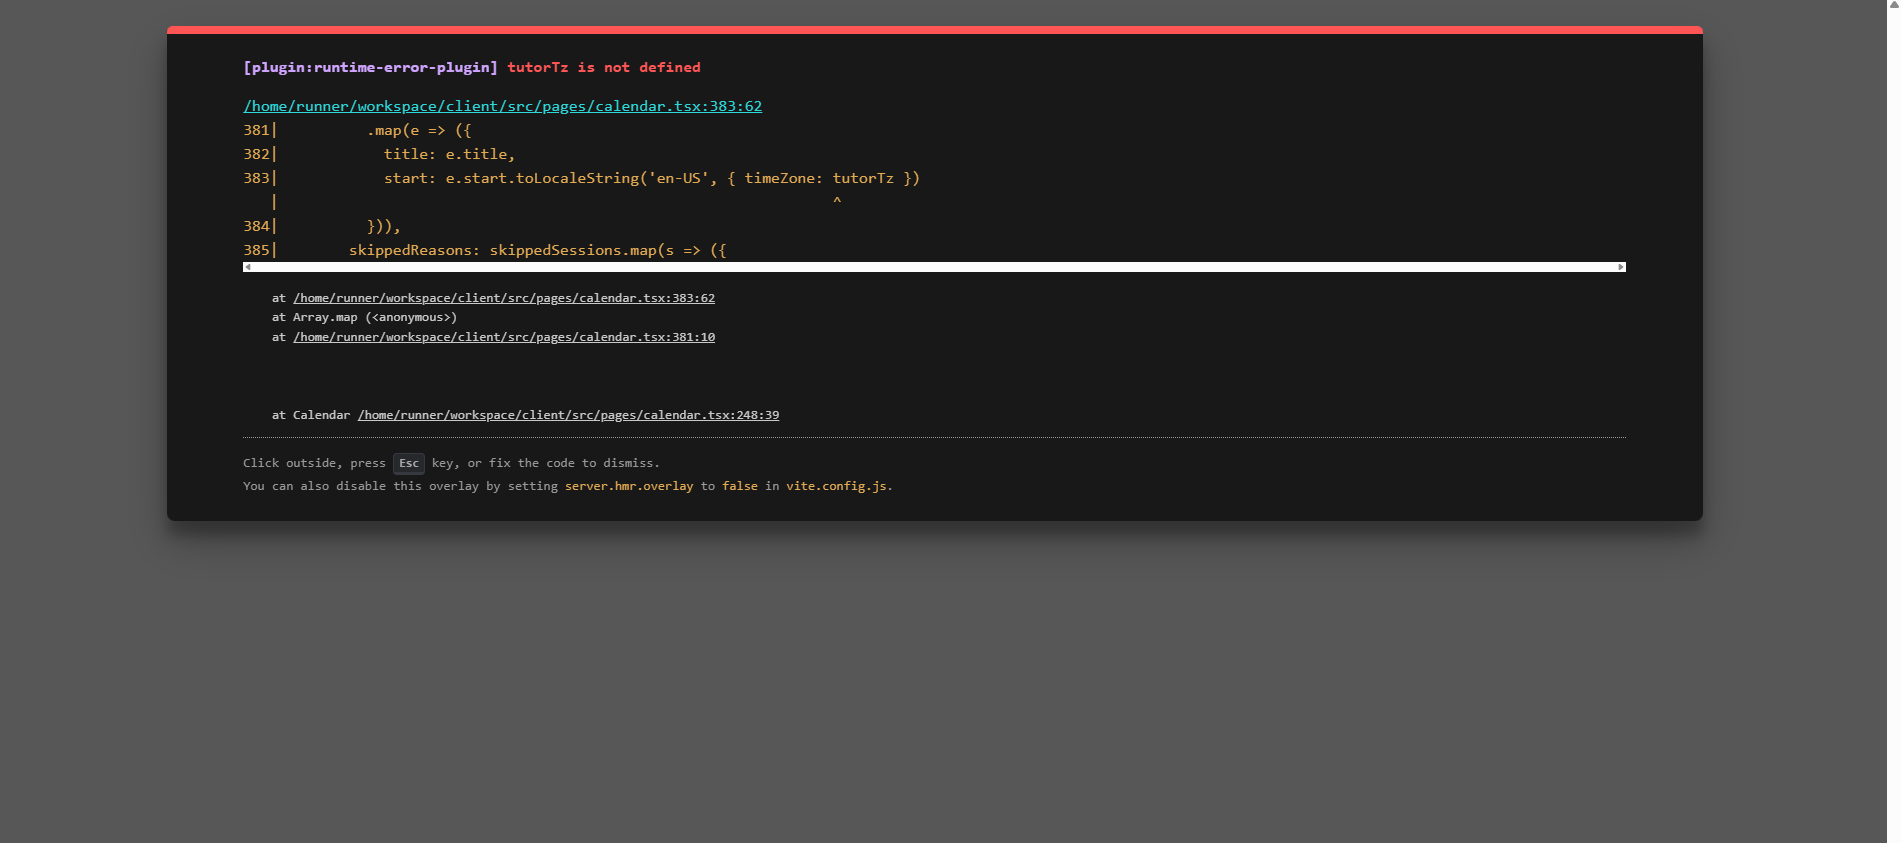 [plugin:runtime-error-plugin] tutorTz is not defined
/home/runner/workspace/client/src/pages/calendar.tsx:383:62
381|          .map(e => ({
382|            title: e.title,
383|            start: e.start.toLocaleString('en-US', { timeZone: tutorTz })
   |                                                               ^
384|          })),
385|        skippedReasons: skippedSessions.map(s => ({
at /home/runner/workspace/client/src/pages/calendar.tsx:383:62
at Array.map (<anonymous>)
at /home/runner/workspace/client/src/pages/calendar.tsx:381:10
at Calendar /home/runner/workspace/client/src/pages/calendar.tsx:248:39
Click outside, press Esc key, or fix the code to dismiss.
You can also disable this overlay by setting server.hmr.overlay to false in vite.config.js.